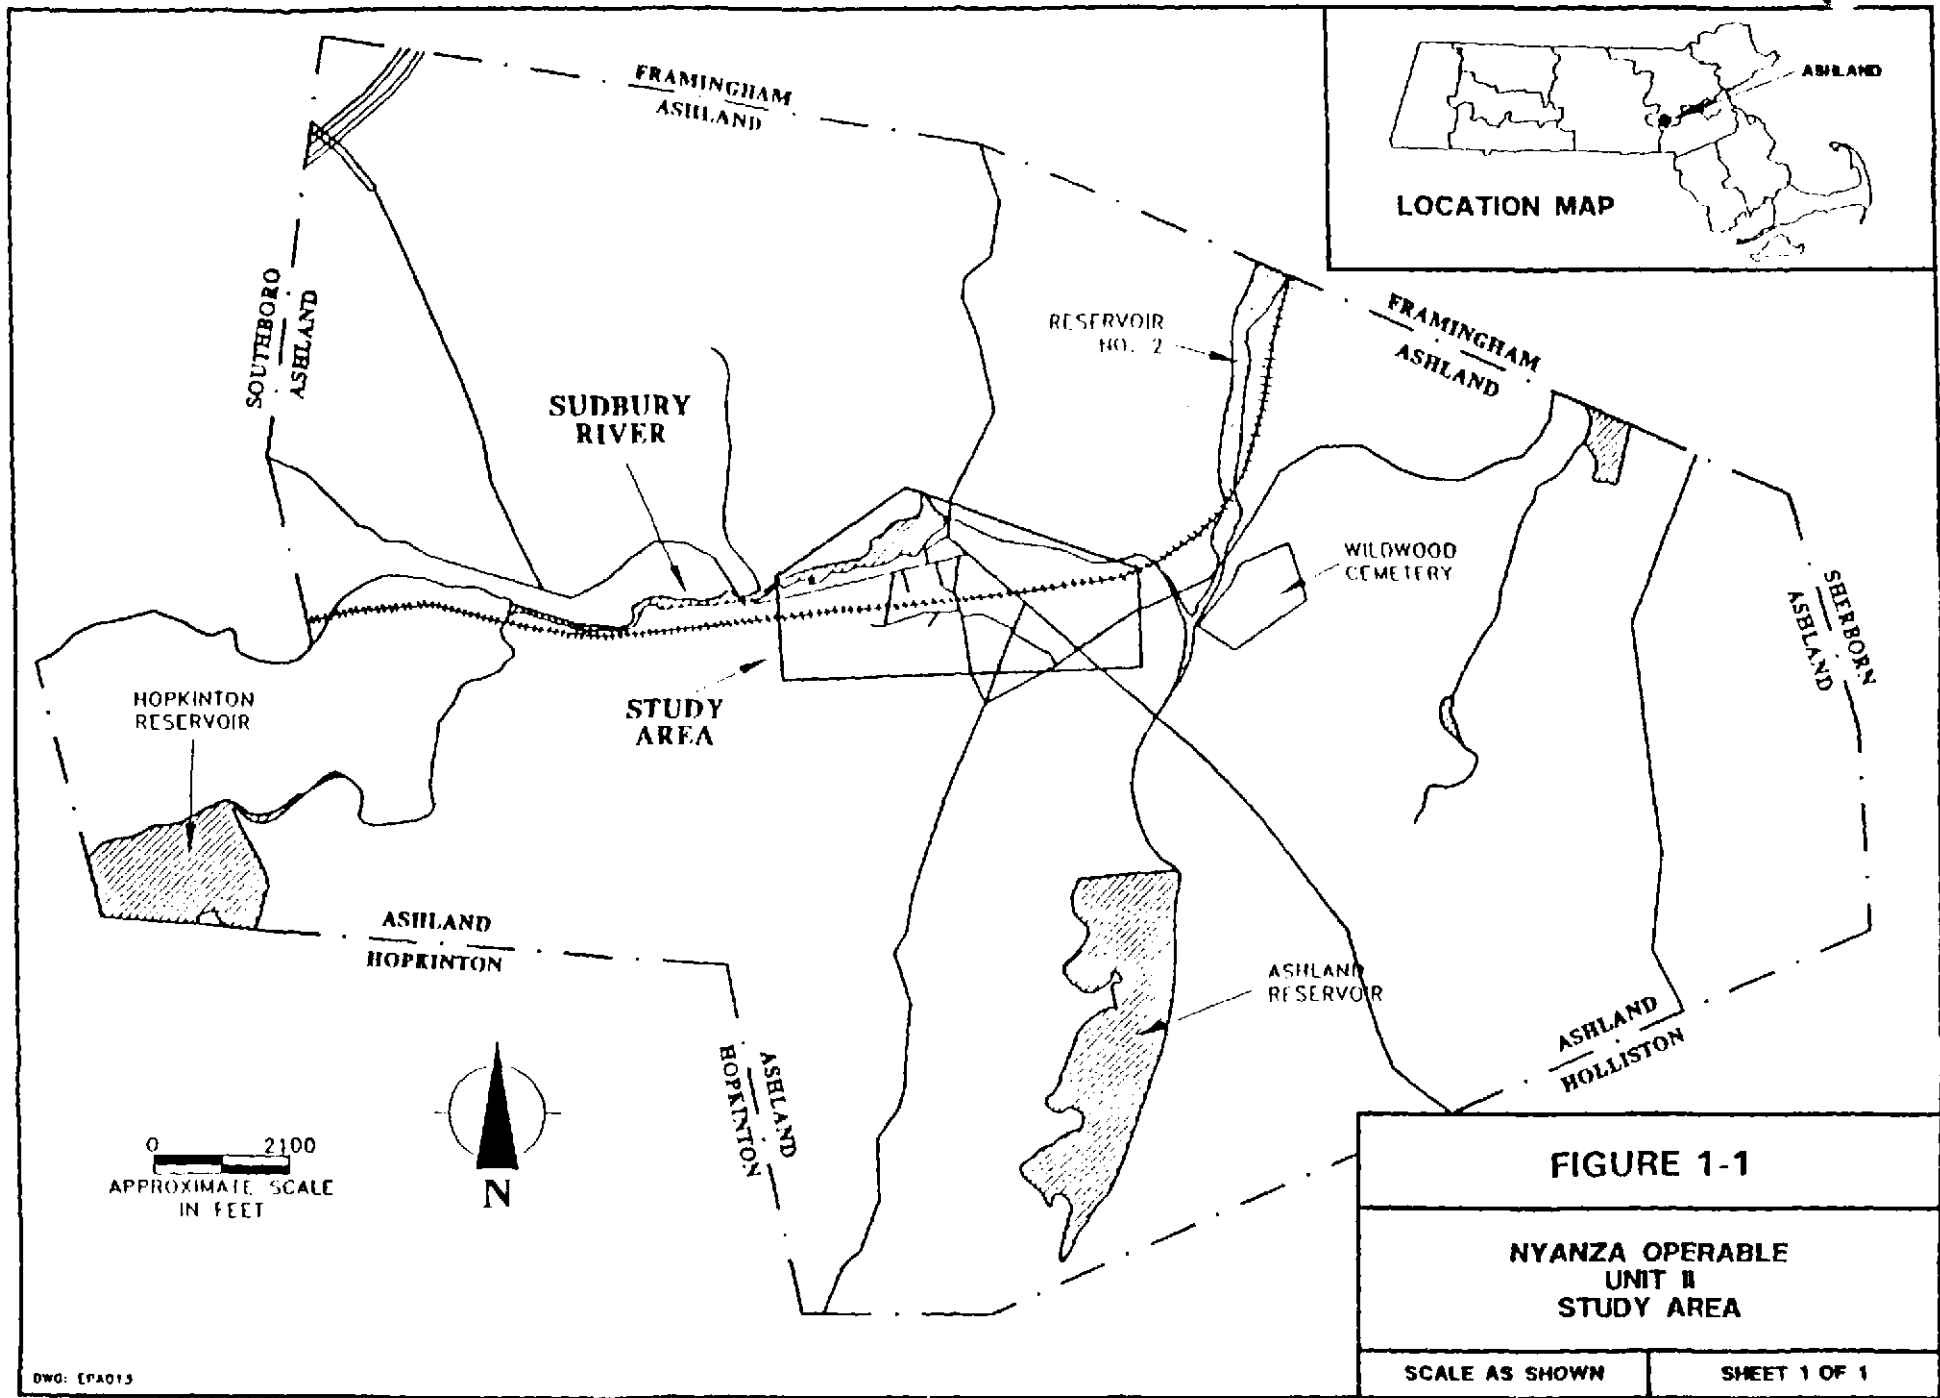 ASHLAND
LOCATION MAP
FRAMINGHAM
ASHLAND
SOUTHBORO
ASHLAND
RESERVOIR
NO. 2
FRAMINGHAM
ASHLAND
SUDBURY
RIVER
WILDWOOD
CEMETERY
SHERBORN
ASHLAND
HOPKINTON
RESERVOIR
STUDY
AREA
ASHLAND
HOPKINTON
ASHLAND
RESERVOIR
ASHLAND
HOLLISTON
ASHLAND
HOPKINTON
0 2100
APPROXIMATE SCALE
IN FEET
N
FIGURE 1-1
NYANZA OPERABLE
UNIT II
STUDY AREA
SCALE AS SHOWN
SHEET 1 OF 1
DWG: EPA013